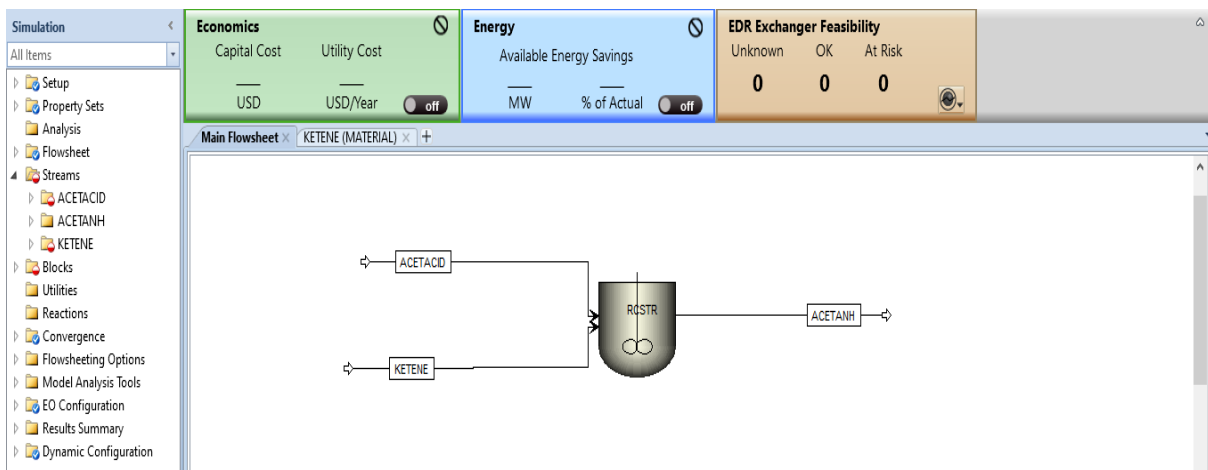 Simulation <
All Items
Setup
Property Sets
Analysis
Flowsheet
Streams
ACETACID
ACETANH
KETENE
Blocks
Utilities
Reactions
Convergence
Flowsheeting Options
Model Analysis Tools
EO Configuration
Results Summary
Dynamic Configuration
Economics
Capital Cost Utility Cost
USD USD/Year off
Energy
Available Energy Savings
MW % of Actual off
EDR Exchanger Feasibility
Unknown OK At Risk
0 0 0
Main Flowsheet × KETENE (MATERIAL) × +
ACETACID
RCSTR
ACETANH
KETENE